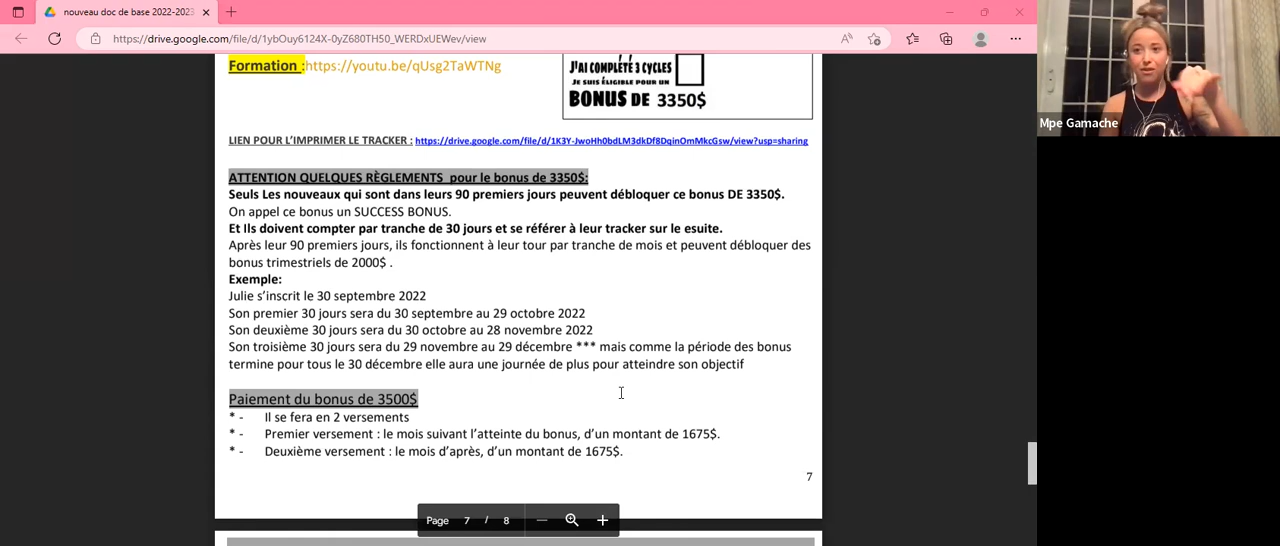 nouveau doc de base 2022-2023
https://drive.google.com/file/d/1ybOuy6124X-0yZ680TH50_WERDxUEWev/view
Formation :https://youtu.be/qUsg2TaWTNg
J'AI COMPLÉTÉ 3 CYCLES
JE SUIS ÉLIGIBLE POUR UN
BONUS DE 3350$
LIEN POUR L'IMPRIMER LE TRACKER : https://drive.google.com/file/d/1K3Y-JwoHh0bdLM3dkDf8DqinOmMkcGsw/view?usp=sharing
ATTENTION QUELQUES RÈGLEMENTS pour le bonus de 3350$:
Seuls Les nouveaux qui sont dans leurs 90 premiers jours peuvent débloquer ce bonus DE 3350$.
On appel ce bonus un SUCCESS BONUS.
Et Ils doivent compter par tranche de 30 jours et se référer à leur tracker sur le esuite.
Après leur 90 premiers jours, ils fonctionnent à leur tour par tranche de mois et peuvent débloquer des
bonus trimestriels de 2000$ .
Exemple:
Julie s'inscrit le 30 septembre 2022
Son premier 30 jours sera du 30 septembre au 29 octobre 2022
Son deuxième 30 jours sera du 30 octobre au 28 novembre 2022
Son troisième 30 jours sera du 29 novembre au 29 décembre *** mais comme la période des bonus
termine pour tous le 30 décembre elle aura une journée de plus pour atteindre son objectif
Paiement du bonus de 3500$
* - Il se fera en 2 versements
* - Premier versement : le mois suivant l'atteinte du bonus, d'un montant de 1675$.
* - Deuxième versement : le mois d'après, d'un montant de 1675$.
7
Page 7 / 8
Mpe Gamache